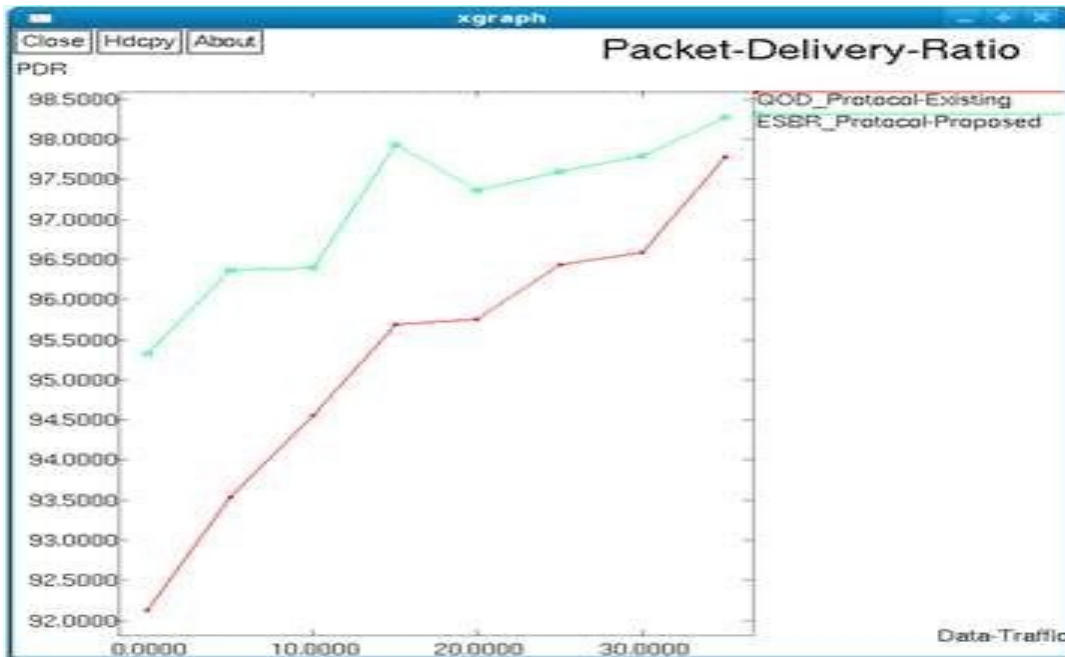 xgraph
Close Hdcpy About
Packet-Delivery-Ratio
PDR
QOD_Protocol-Existing
ESBR_Protocol-Proposed
98.5000
98.0000
97.5000
97.0000
96.5000
96.0000
95.5000
95.0000
94.5000
94.0000
93.5000
93.0000
92.5000
92.0000
0.0000 10.0000 20.0000 30.0000
Data-Traffic